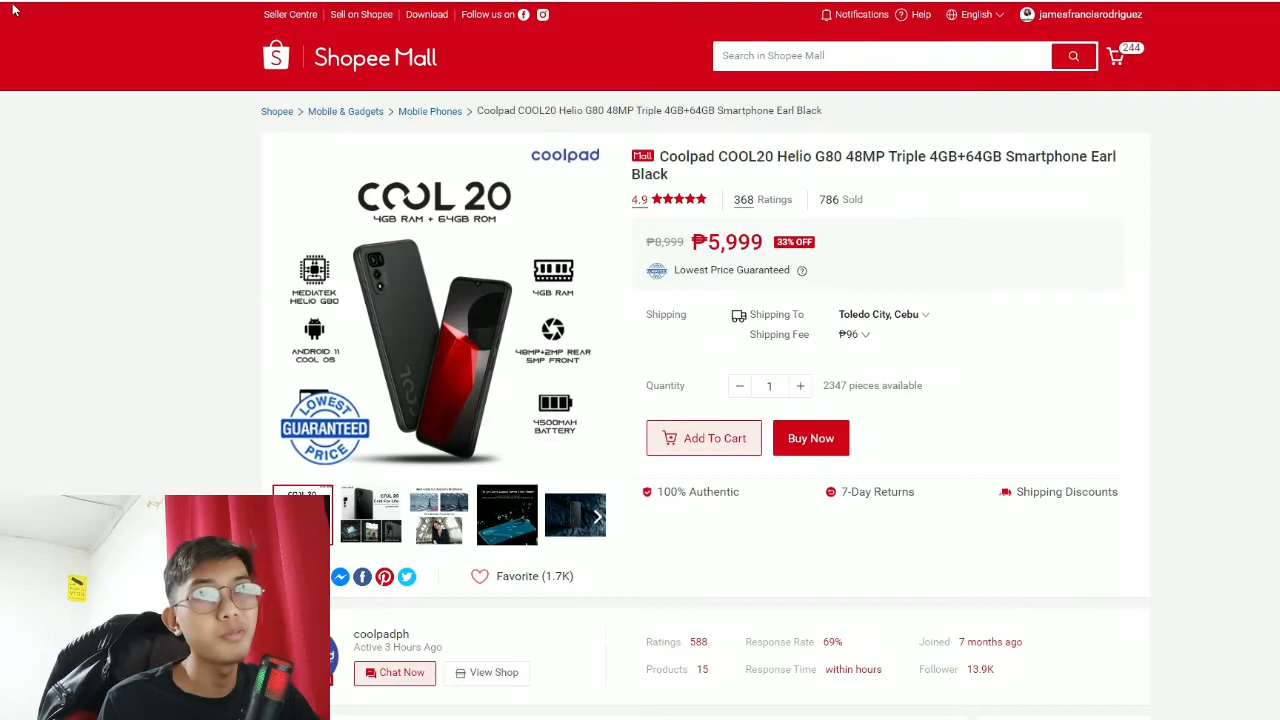 Seller Centre | Sell on Shopee | Download | Follow us on
Notifications Help English jamesfrancisrodriguez
Shopee Mall
Search in Shopee Mall
244
Shopee > Mobile & Gadgets > Mobile Phones > Coolpad COOL20 Helio G80 48MP Triple 4GB+64GB Smartphone Earl Black
coolpad
COOL 20
4GB RAM + 64GB ROM
MEDIATEK
HELIO G80
4GB RAM
ANDROID 11
COOL OS
48MP+2MP REAR
5MP FRONT
LOWEST
GUARANTEED
PRICE
4500MAH
BATTERY
Mall Coolpad COOL20 Helio G80 48MP Triple 4GB+64GB Smartphone Earl
Black
4.9 368 Ratings 786 Sold
₱8,999 ₱5,999 33% OFF
Lowest Price Guaranteed
Shipping Shipping To Toledo City, Cebu
Shipping Fee ₱96
Quantity − 1 + 2347 pieces available
Add To Cart Buy Now
100% Authentic 7-Day Returns Shipping Discounts
Favorite (1.7K)
coolpadph
Active 3 Hours Ago
Chat Now View Shop
Ratings 588 Response Rate 69% Joined 7 months ago
Products 15 Response Time within hours Follower 13.9K